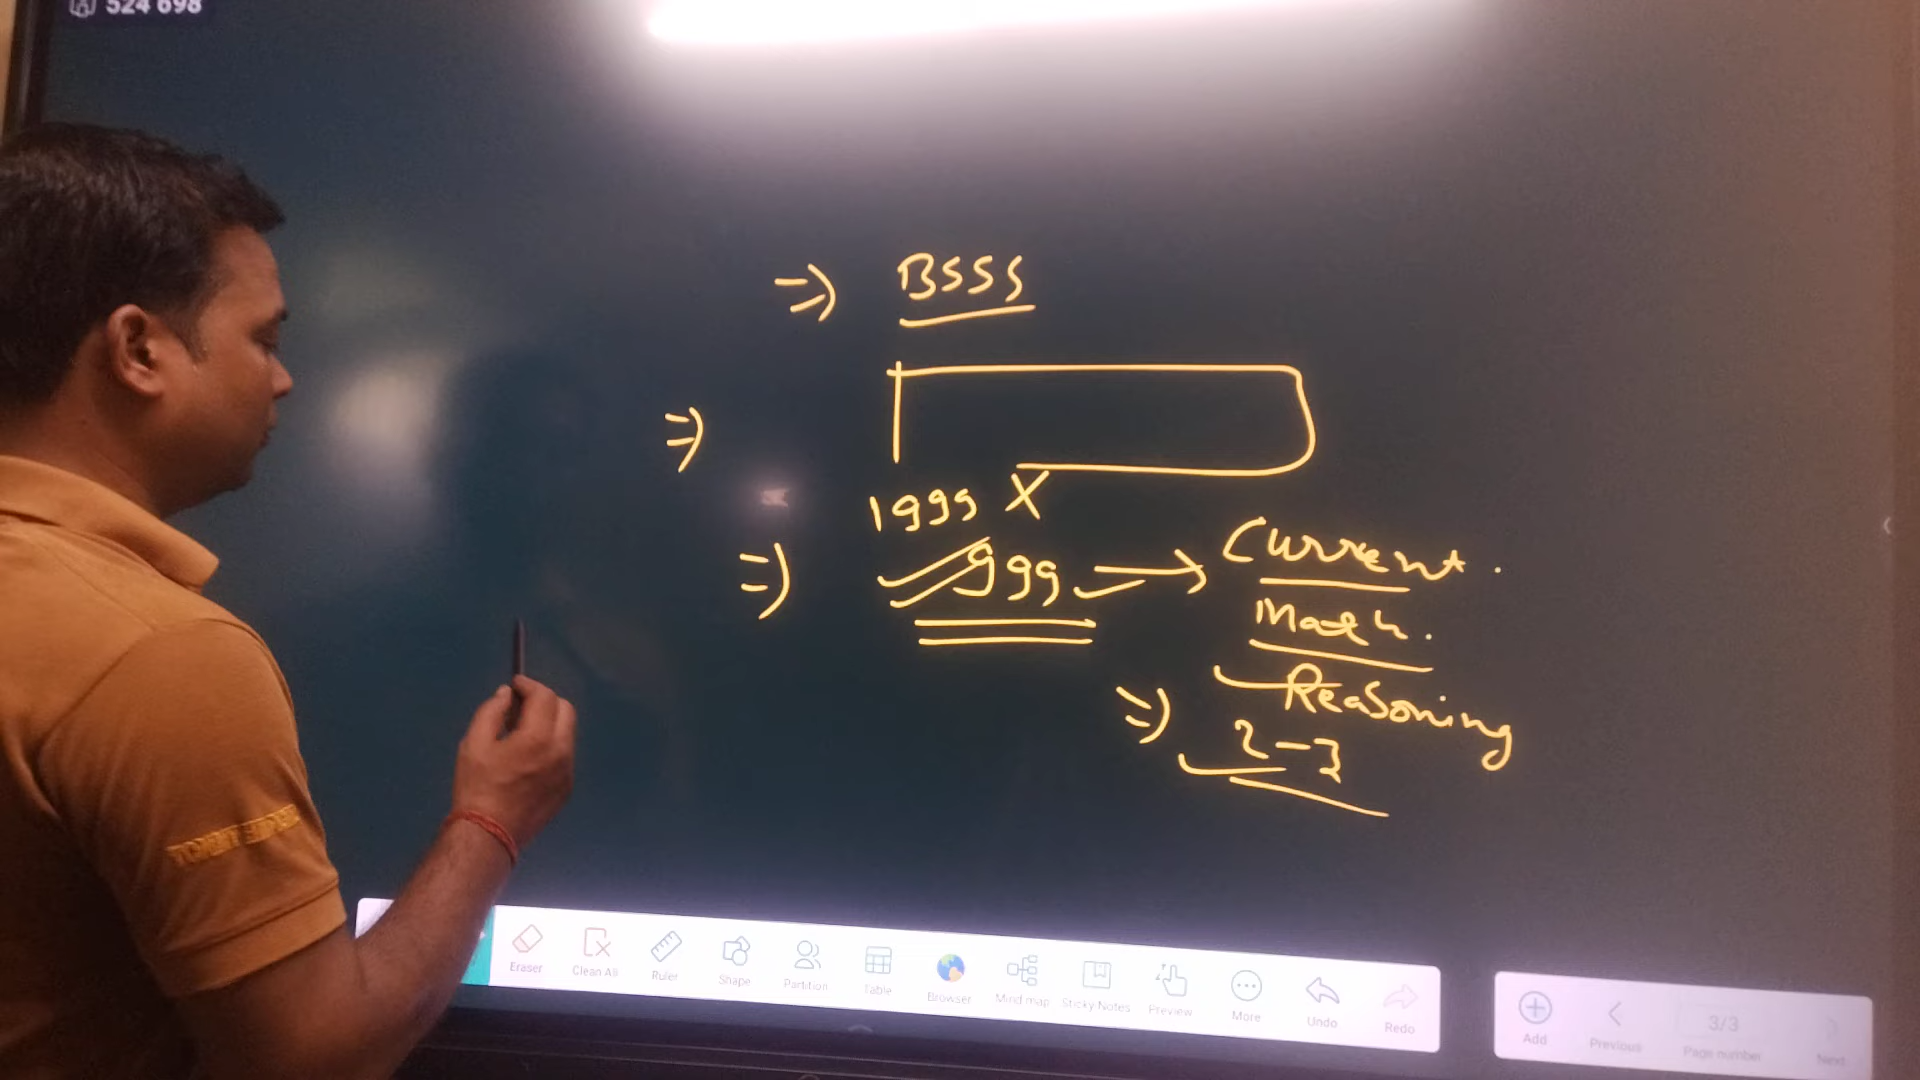 524 698
=> BSSS
=>
1999 X
=> 999 → Current.
Math.
Reasoning
=> 2-3
Eraser Clean All Ruler Shape Partition Table Browser Mind map Sticky Notes Preview More Undo Redo
Add Previous 3/3 Page number Next